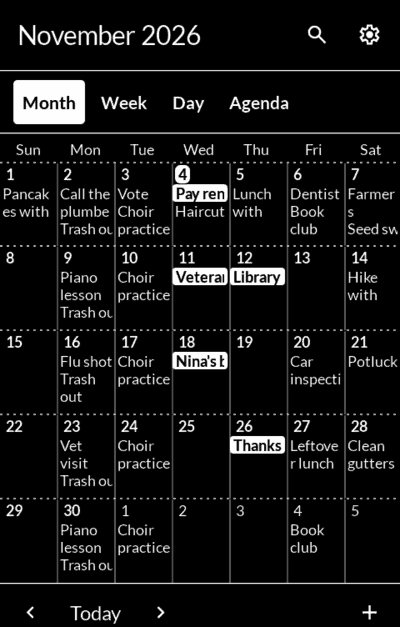 November 2026
Month Week Day Agenda
Sun Mon Tue Wed Thu Fri Sat
1 2 3 4 5 6 7
Pancak Call the Vote Pay ren Lunch Dentist Farmer
es with plumbe Choir Haircut with Book s
Trash ou practice club Seed sw
8 9 10 11 12 13 14
Piano Choir Veteran Library Hike
lesson practice with
Trash ou
15 16 17 18 19 20 21
Flu shot Choir Nina's b Car Potluck
Trash practice inspecti
out
22 23 24 25 26 27 28
Vet Choir Thanks Leftove Clean
visit practice r lunch gutters
Trash ou
29 30 1 2 3 4 5
Piano Choir Book
lesson practice club
Trash ou
Today